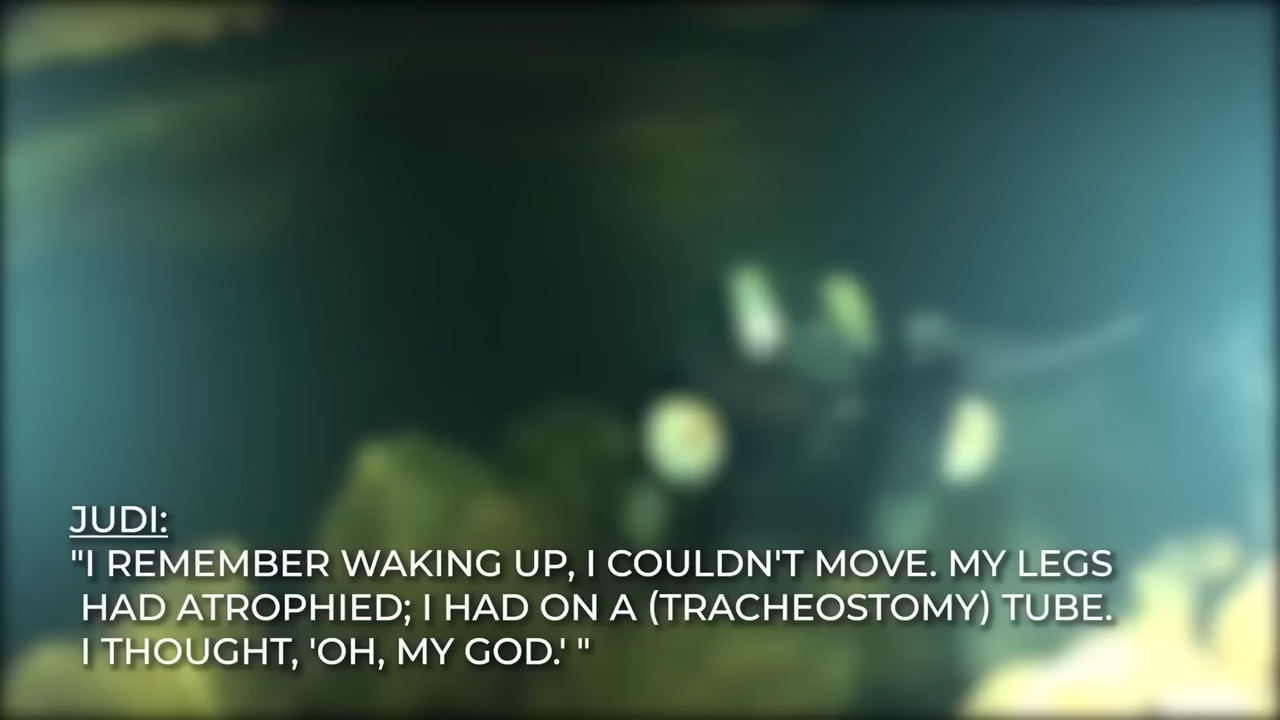 JUDI:
"I REMEMBER WAKING UP, I COULDN'T MOVE. MY LEGS
HAD ATROPHIED; I HAD ON A (TRACHEOSTOMY) TUBE.
I THOUGHT, 'OH, MY GOD.' "